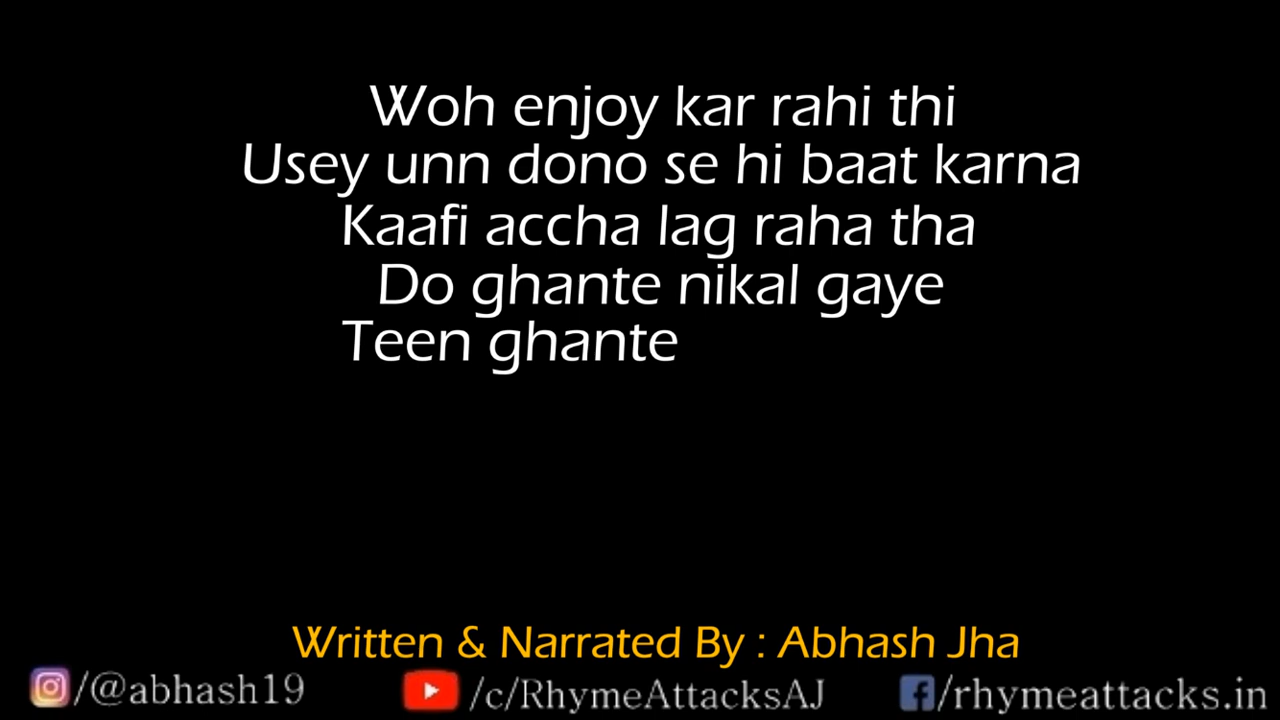 Woh enjoy kar rahi thi
Usey unn dono se hi baat karna
Kaafi accha lag raha tha
Do ghante nikal gaye
Teen ghante
Written & Narrated By : Abhash Jha
/@abhash19 /c/RhymeAttacksAJ /rhymeattacks.in